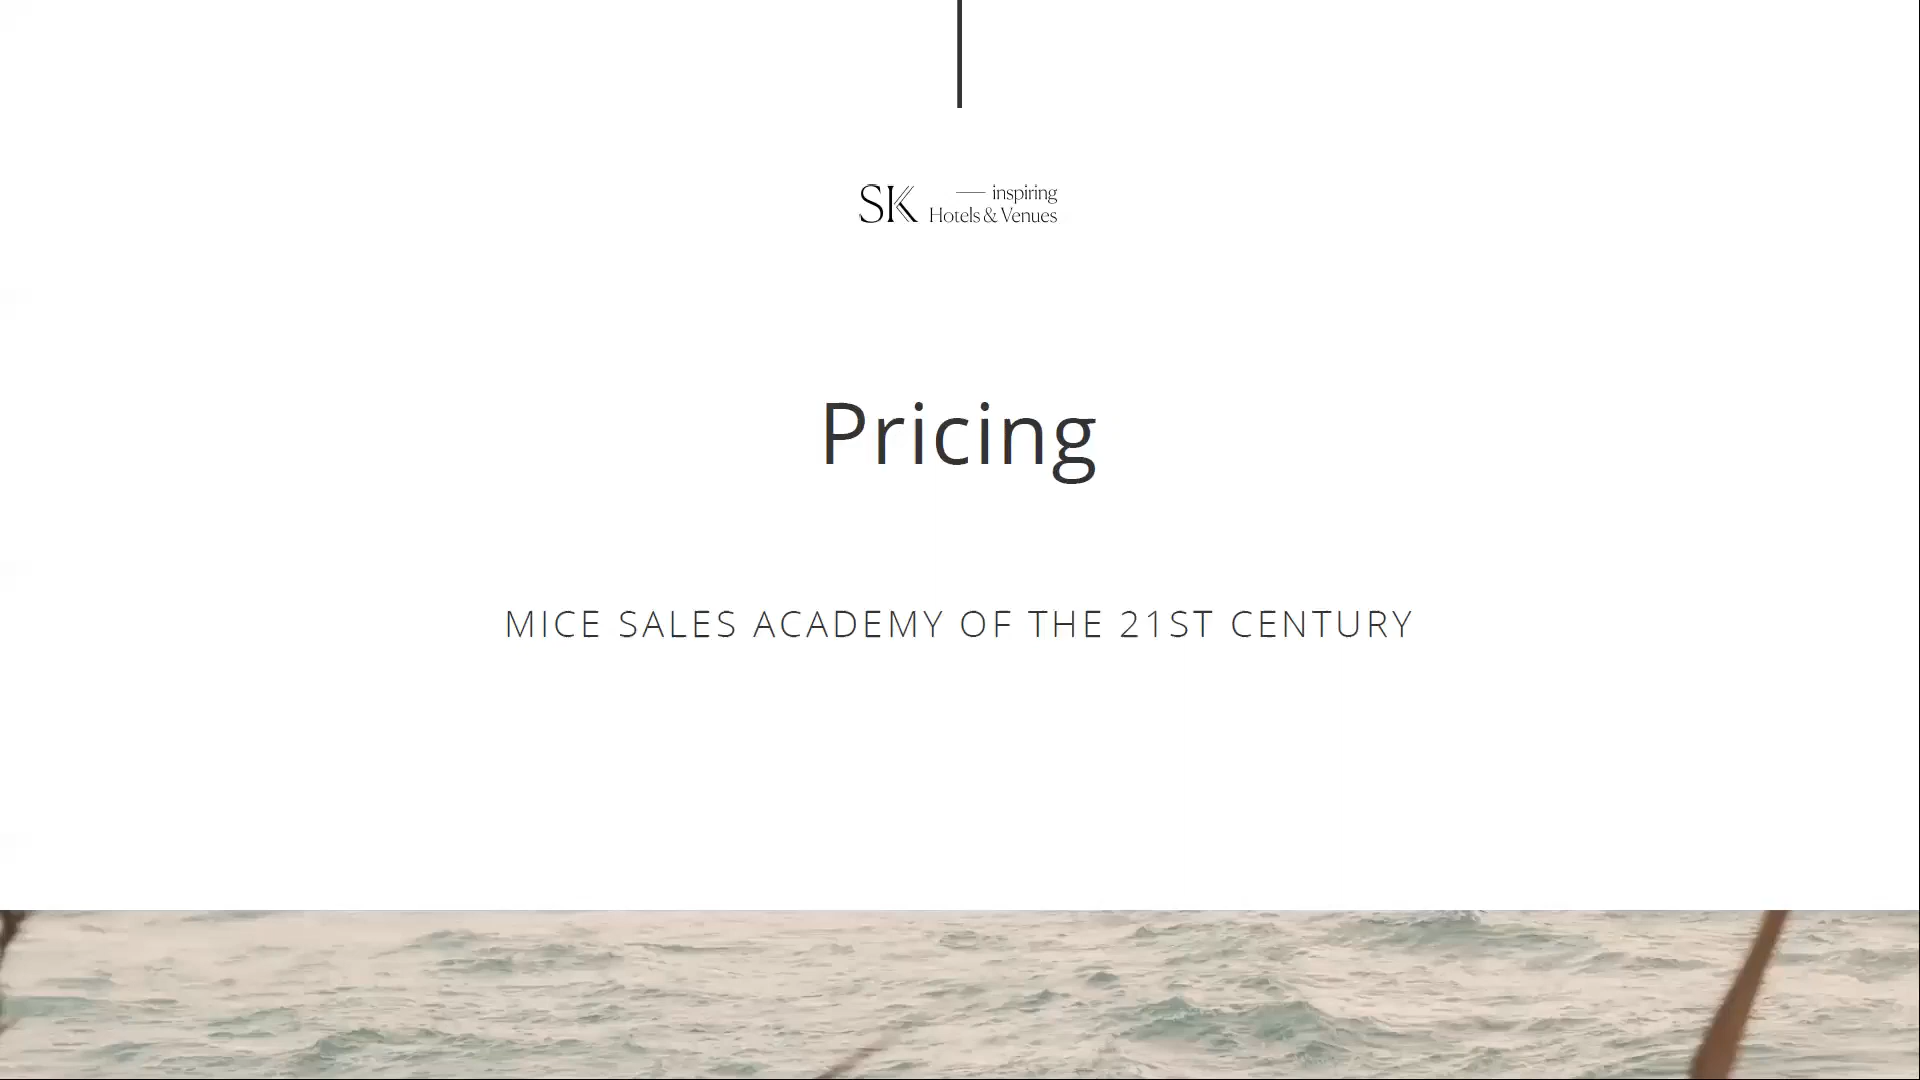 SK
inspiring
Hotels & Venues
Pricing
MICE SALES ACADEMY OF THE 21ST CENTURY